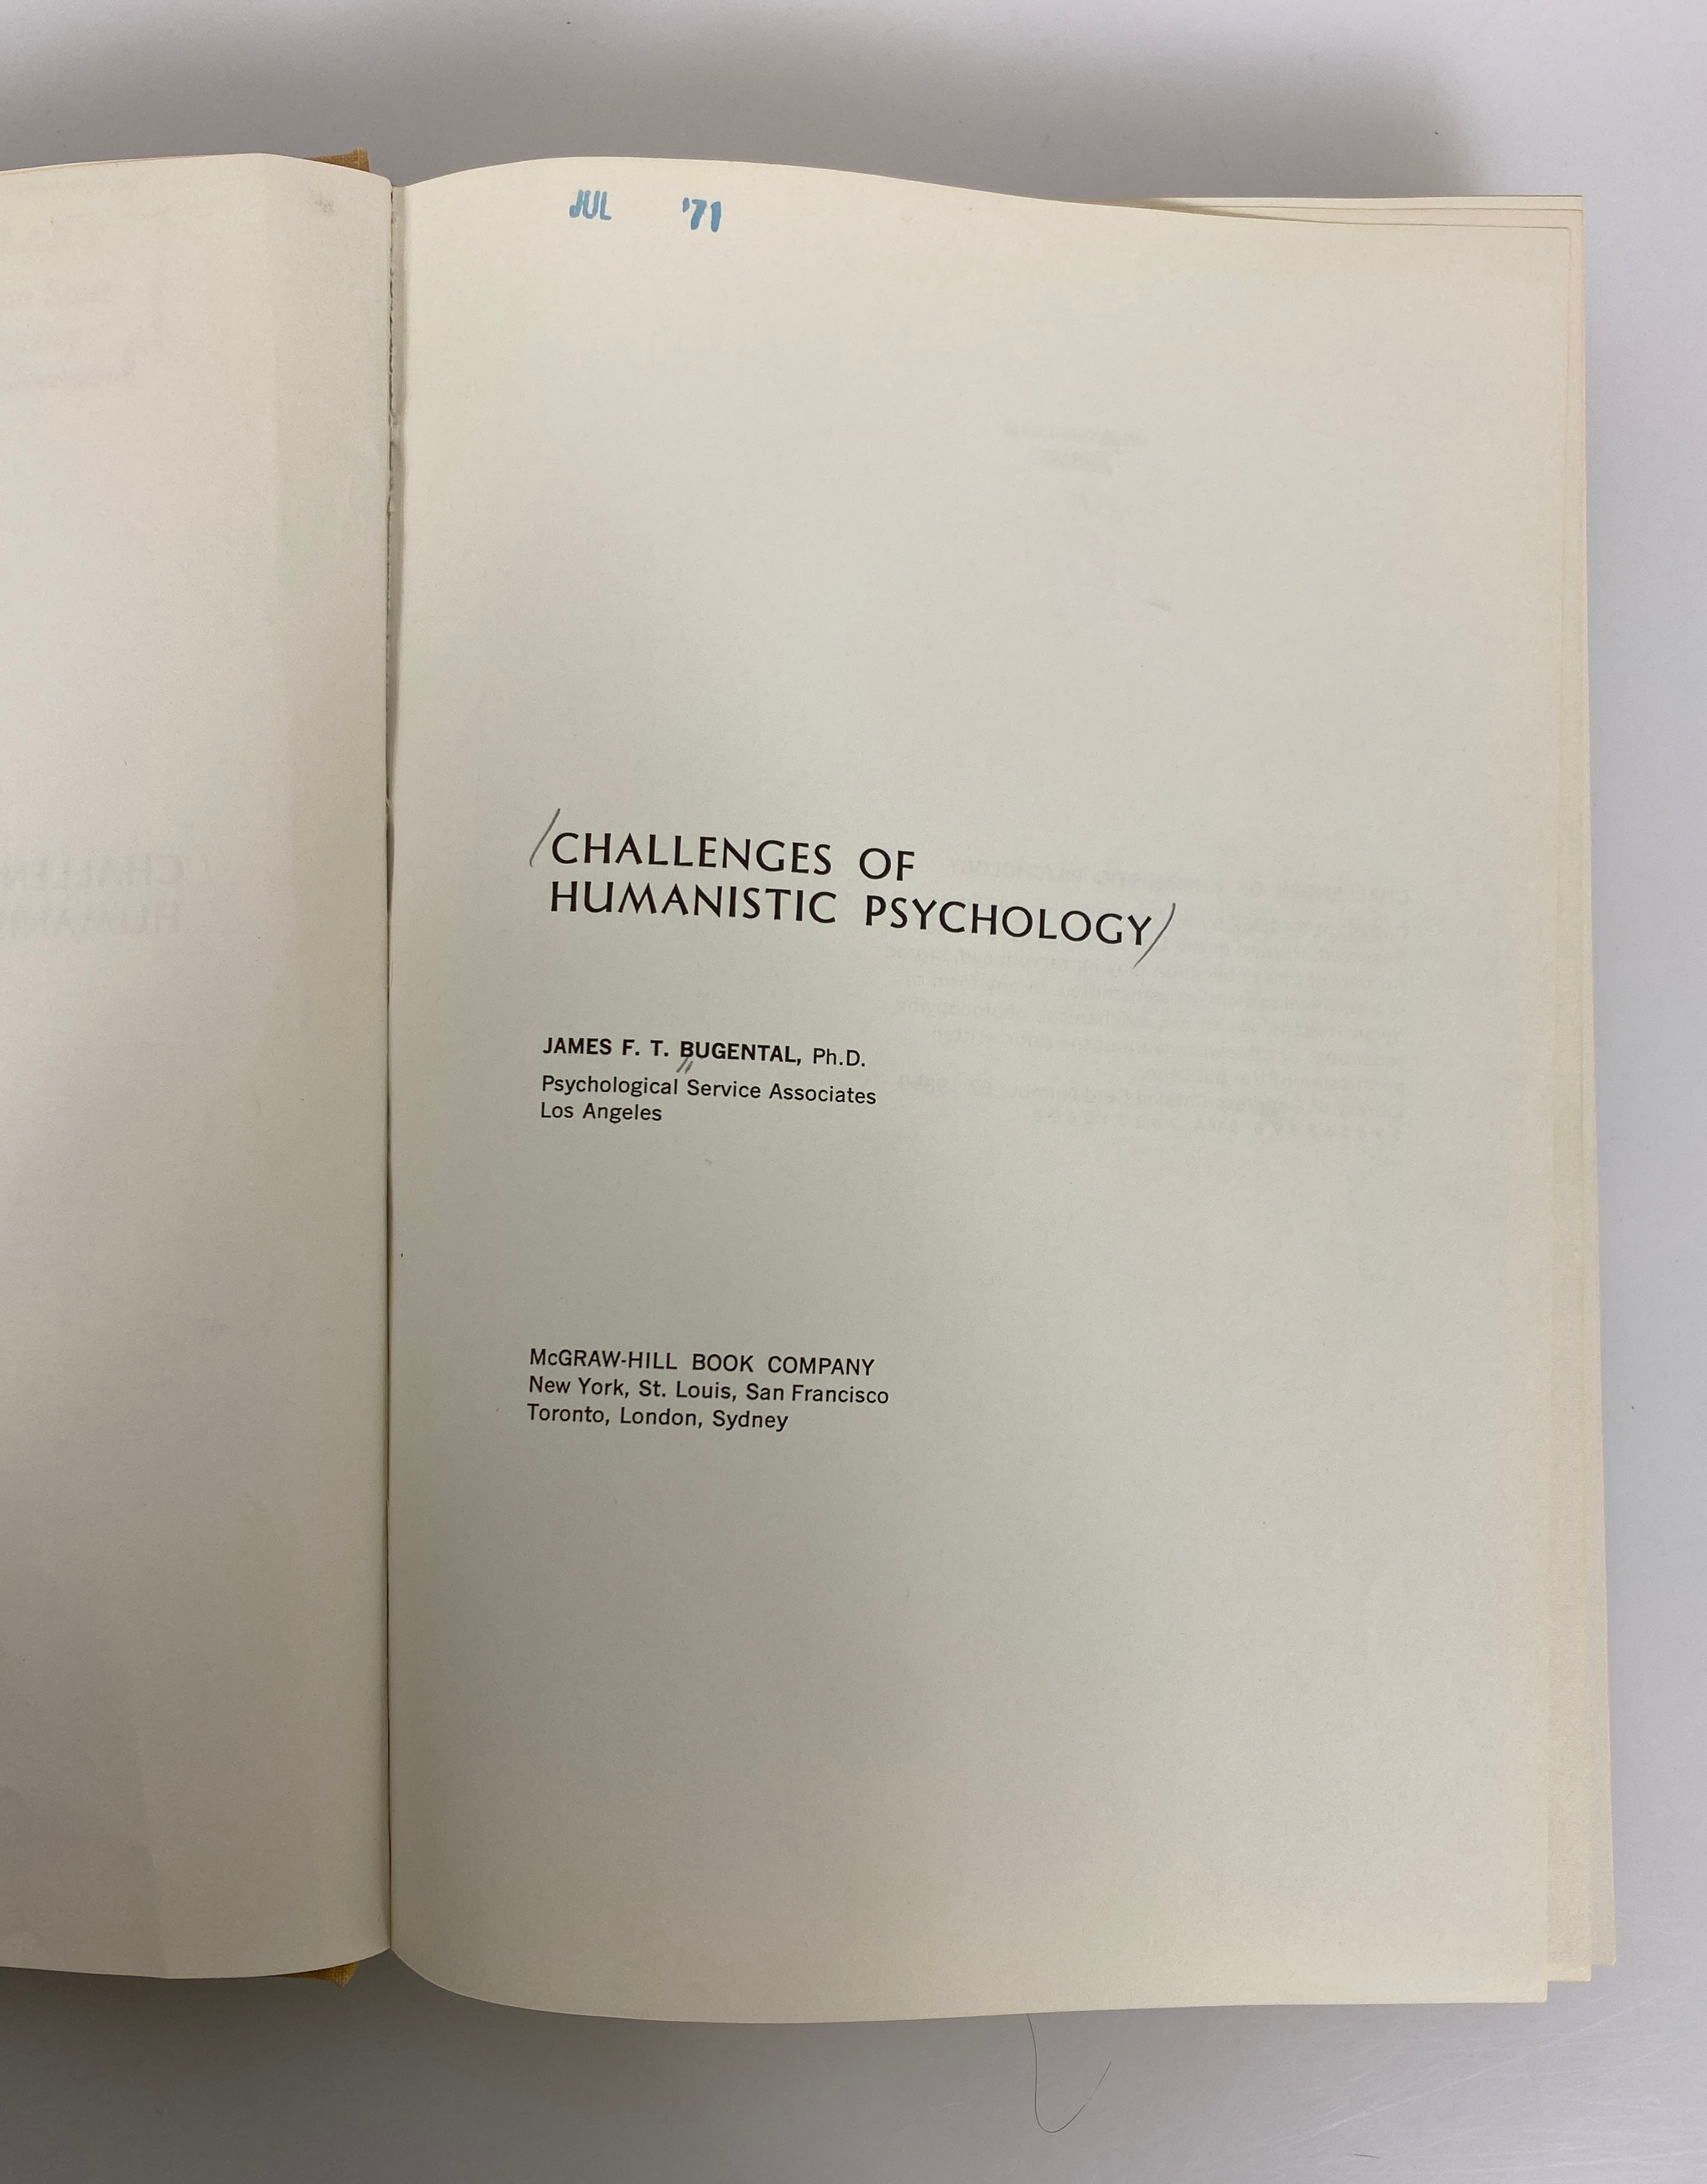 JUL '71
CHALLENGES OF
HUMANISTIC PSYCHOLOGY
JAMES F. T. BUGENTAL, Ph.D.
Psychological Service Associates
Los Angeles
McGRAW-HILL BOOK COMPANY
New York, St. Louis, San Francisco
Toronto, London, Sydney